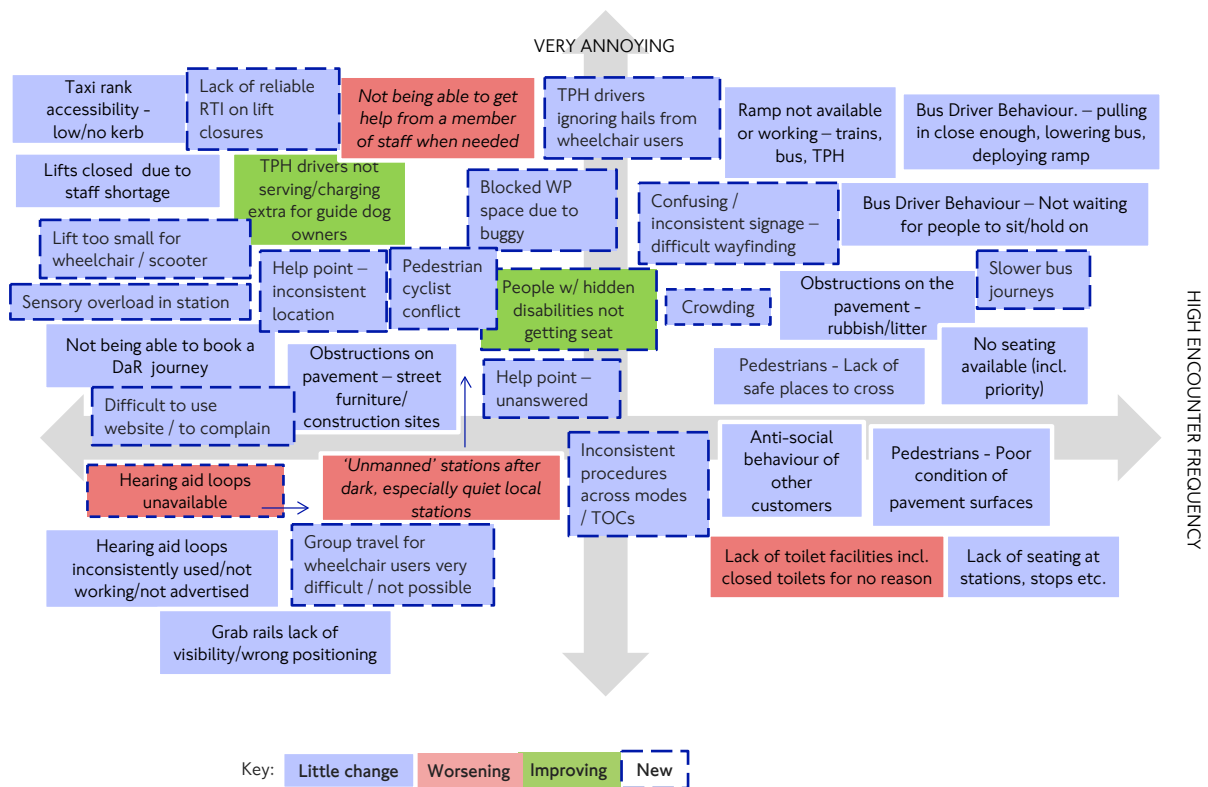 VERY ANNOYING
Taxi rank
accessibility -
low/no kerb
Lack of reliable
RTI on lift
closures
Not being able to get
help from a member
of staff when needed
TPH drivers
ignoring hails from
wheelchair users
Ramp not available
or working – trains,
bus, TPH
Bus Driver Behaviour. – pulling
in close enough, lowering bus,
deploying ramp
Lifts closed due to
staff shortage
TPH drivers not
serving/charging
extra for guide dog
owners
Blocked WP
space due to
buggy
Confusing /
inconsistent signage –
difficult wayfinding
Bus Driver Behaviour – Not waiting
for people to sit/hold on
Lift too small for
wheelchair / scooter
Help point –
inconsistent
location
Pedestrian
cyclist
conflict
People w/ hidden
disabilities not
getting seat
Crowding
Obstructions on the
pavement -
rubbish/litter
Slower bus
journeys
Sensory overload in station
Not being able to book a
DaR journey
Obstructions on
pavement – street
furniture/
construction sites
Help point –
unanswered
Pedestrians - Lack of
safe places to cross
No seating
available (incl.
priority)
Difficult to use
website / to complain
HIGH ENCOUNTER FREQUENCY
Hearing aid loops
unavailable
'Unmanned' stations after
dark, especially quiet local
stations
Inconsistent
procedures
across modes
/ TOCs
Anti-social
behaviour of
other
customers
Pedestrians - Poor
condition of
pavement surfaces
Hearing aid loops
inconsistently used/not
working/not advertised
Group travel for
wheelchair users very
difficult / not possible
Lack of toilet facilities incl.
closed toilets for no reason
Lack of seating at
stations, stops etc.
Grab rails lack of
visibility/wrong positioning
Key:
Little change
Worsening
Improving
New